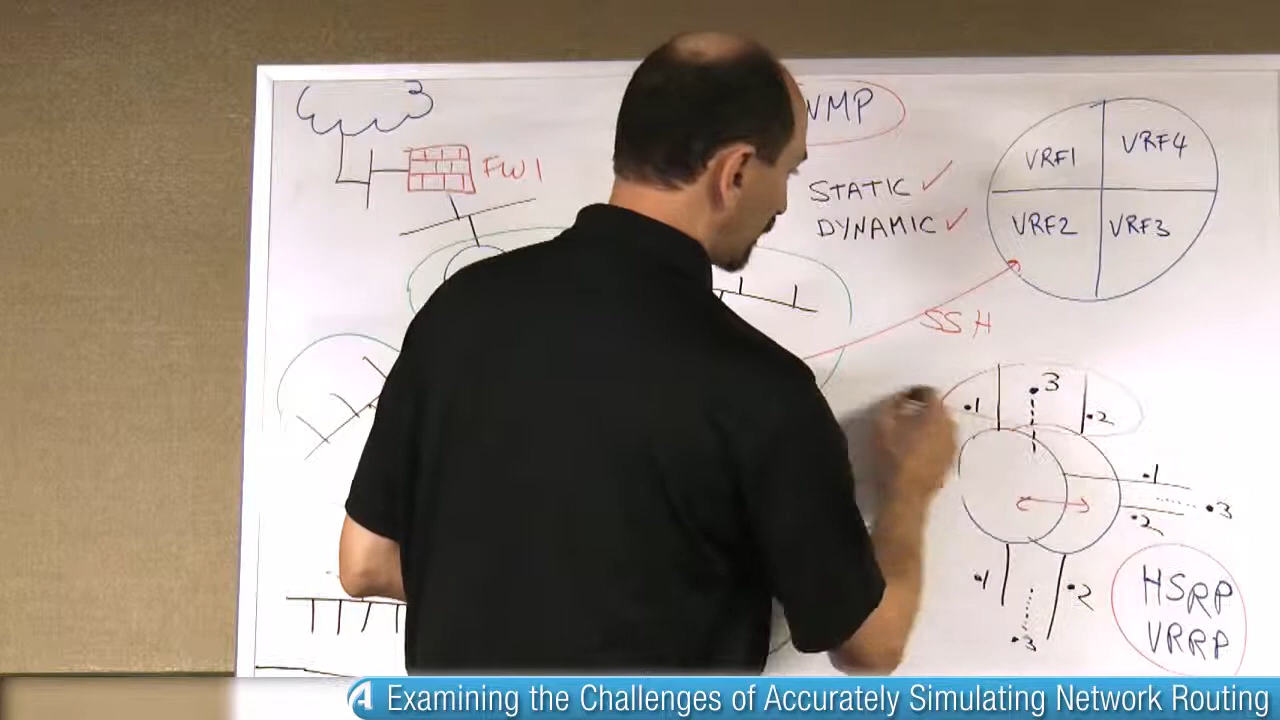 FW1
STATIC ✓
DYNAMIC ✓
VRF1
VRF4
VRF2
VRF3
SSH
.1
.3
.2
.1
.3
.2
.1
.2
.3
HSRP
VRRP
Examining the Challenges of Accurately Simulating Network Routing